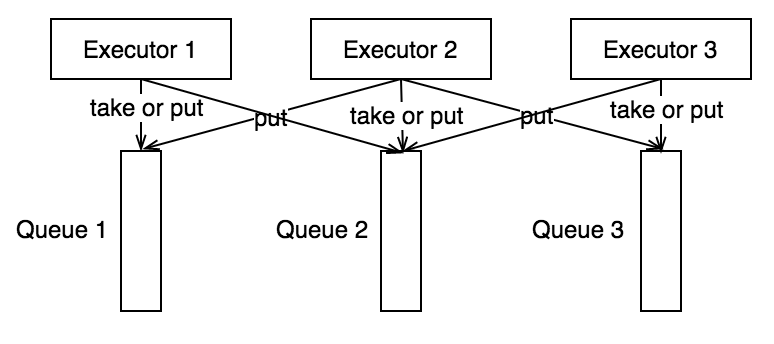 Executor 1
Executor 2
Executor 3
take or put
put
take or put
put
take or put
Queue 1
Queue 2
Queue 3